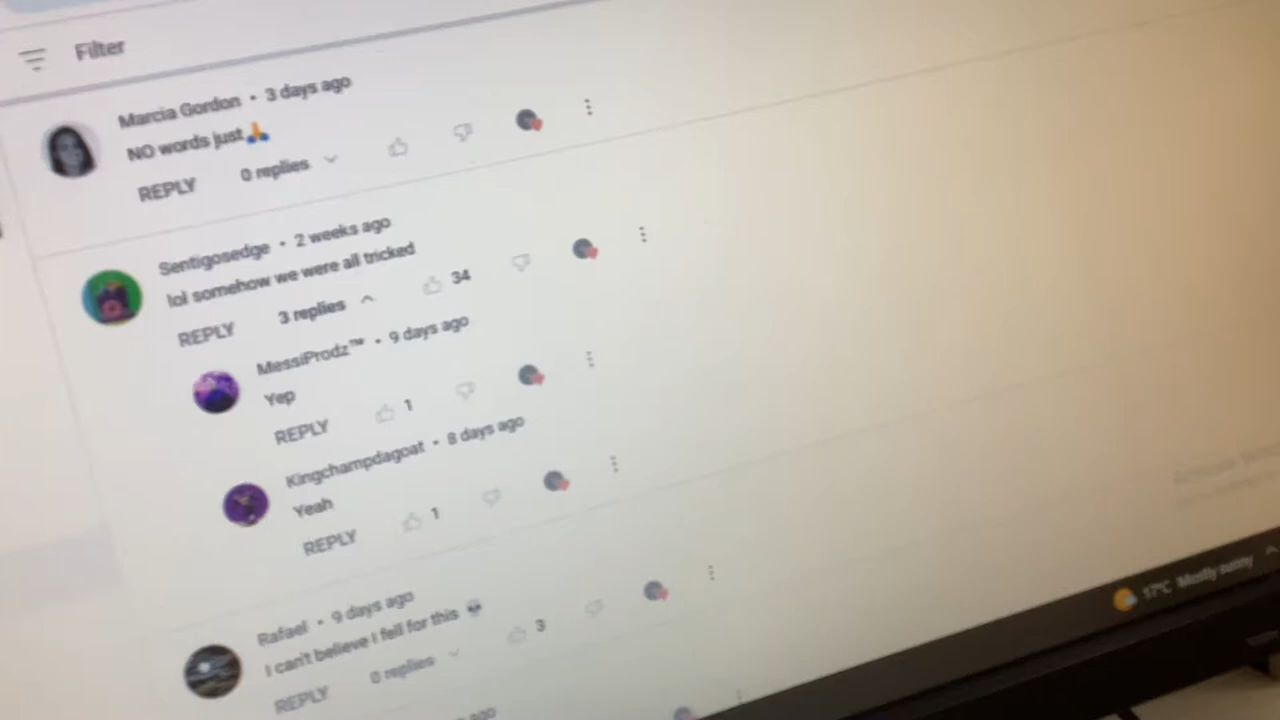 Filter
Marcia Gordon • 3 days ago
NO words just🙏
REPLY 0 replies
Sentigosedge • 2 weeks ago
lol somehow we were all tricked
REPLY 3 replies 34
MessiProdz™ • 9 days ago
Yep
REPLY 1
Kingchampdagoat • 8 days ago
Yeah
REPLY 1
Rafael • 9 days ago
I can't believe I fell for this 💀
REPLY 0 replies 3
ago
17°C Mostly sunny